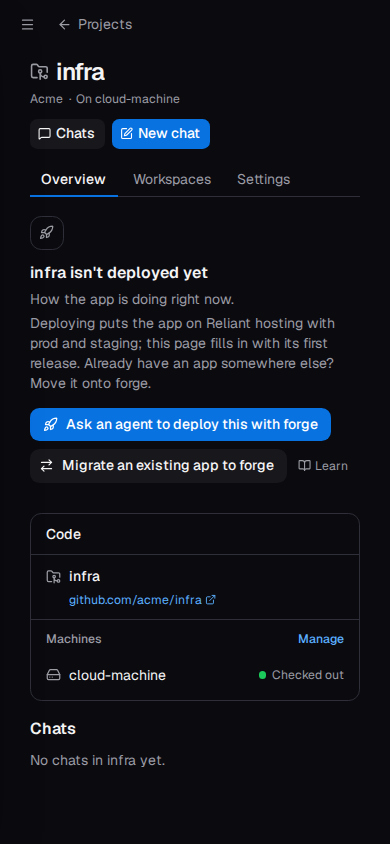 Projects
infra
Acme · On cloud-machine
Chats
New chat
Overview
Workspaces
Settings
infra isn't deployed yet
How the app is doing right now.
Deploying puts the app on Reliant hosting with
prod and staging; this page fills in with its first
release. Already have an app somewhere else?
Move it onto forge.
Ask an agent to deploy this with forge
Migrate an existing app to forge
Learn
Code
infra
github.com/acme/infra
Machines
Manage
cloud-machine
Checked out
Chats
No chats in infra yet.